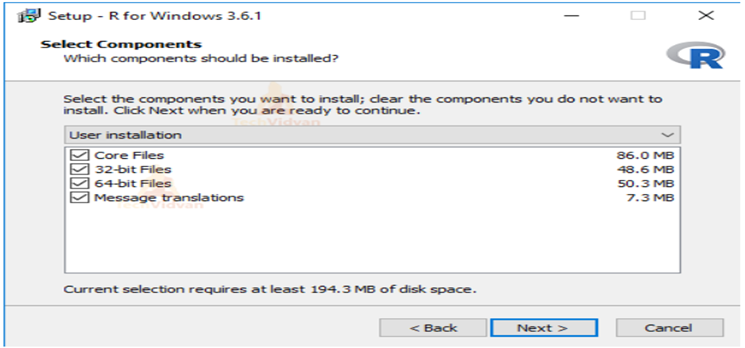 Setup - R for Windows 3.6.1
Select Components
Which components should be installed?
R
Select the components you want to install; clear the components you do not want to
install. Click Next when you are ready to continue.
TechVidvan
User installation
Core Files 86.0 MB
32-bit Files 48.6 MB
64-bit Files 50.3 MB
Message translations 7.3 MB
TechVidvan
Current selection requires at least 194.3 MB of disk space.
< Back Next > Cancel